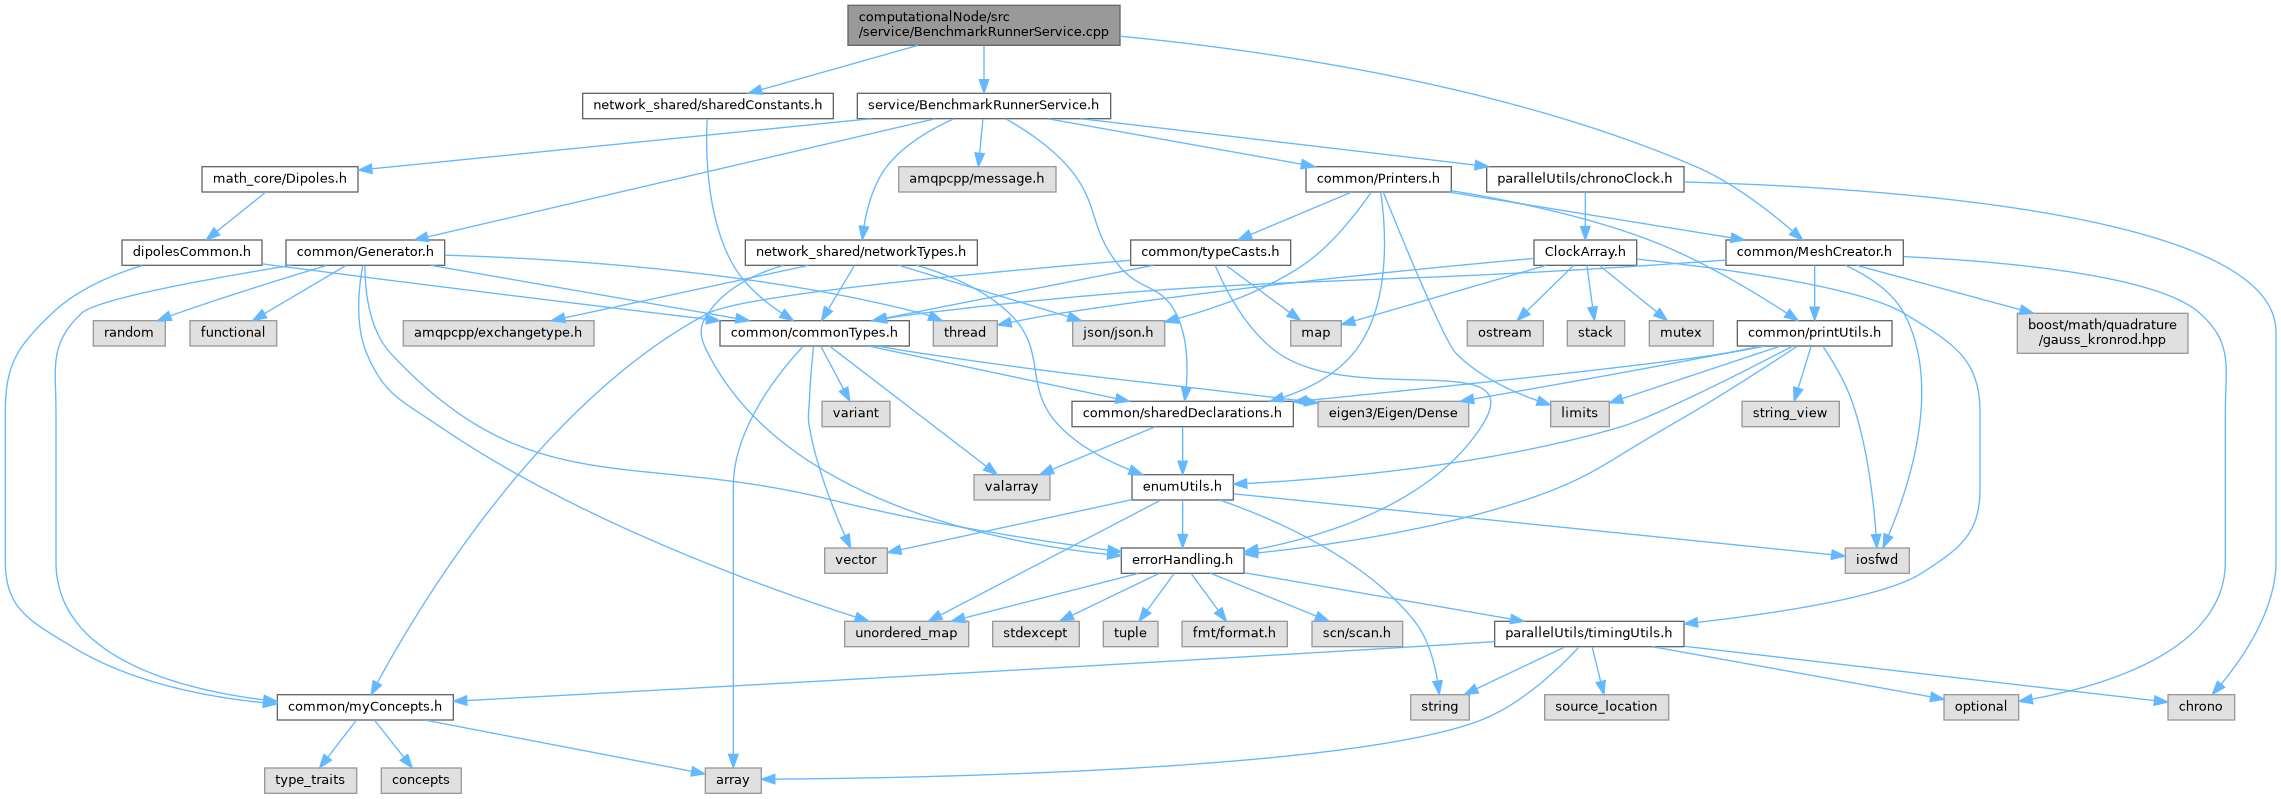 computationalNode/src
/service/BenchmarkRunnerService.cpp
network_shared/sharedConstants.h
service/BenchmarkRunnerService.h
math_core/Dipoles.h
amqpcpp/message.h
common/Printers.h
parallelUtils/chronoClock.h
dipolesCommon.h
common/Generator.h
network_shared/networkTypes.h
common/typeCasts.h
ClockArray.h
common/MeshCreator.h
random
functional
amqpcpp/exchangetype.h
common/commonTypes.h
thread
json/json.h
map
ostream
stack
mutex
common/printUtils.h
boost/math/quadrature
/gauss_kronrod.hpp
variant
common/sharedDeclarations.h
eigen3/Eigen/Dense
limits
string_view
valarray
enumUtils.h
vector
errorHandling.h
iosfwd
unordered_map
stdexcept
tuple
fmt/format.h
scn/scan.h
parallelUtils/timingUtils.h
common/myConcepts.h
string
source_location
optional
chrono
type_traits
concepts
array